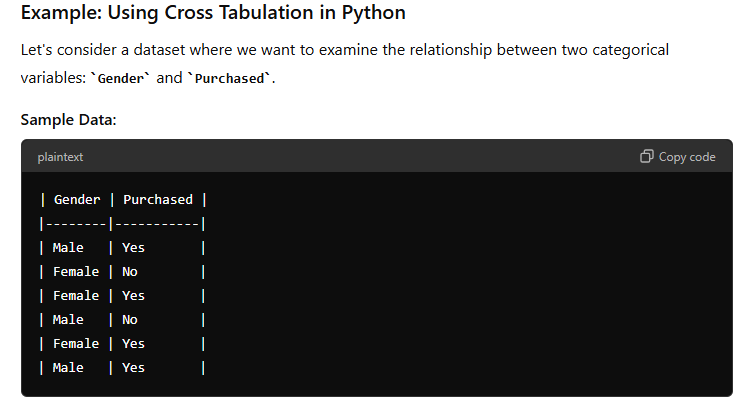 Example: Using Cross Tabulation in Python
Let's consider a dataset where we want to examine the relationship between two categorical
variables: `Gender` and `Purchased`.
Sample Data:
plaintext Copy code
| Gender | Purchased |
|--------|-----------|
| Male   | Yes       |
| Female | No        |
| Female | Yes       |
| Male   | No        |
| Female | Yes       |
| Male   | Yes       |